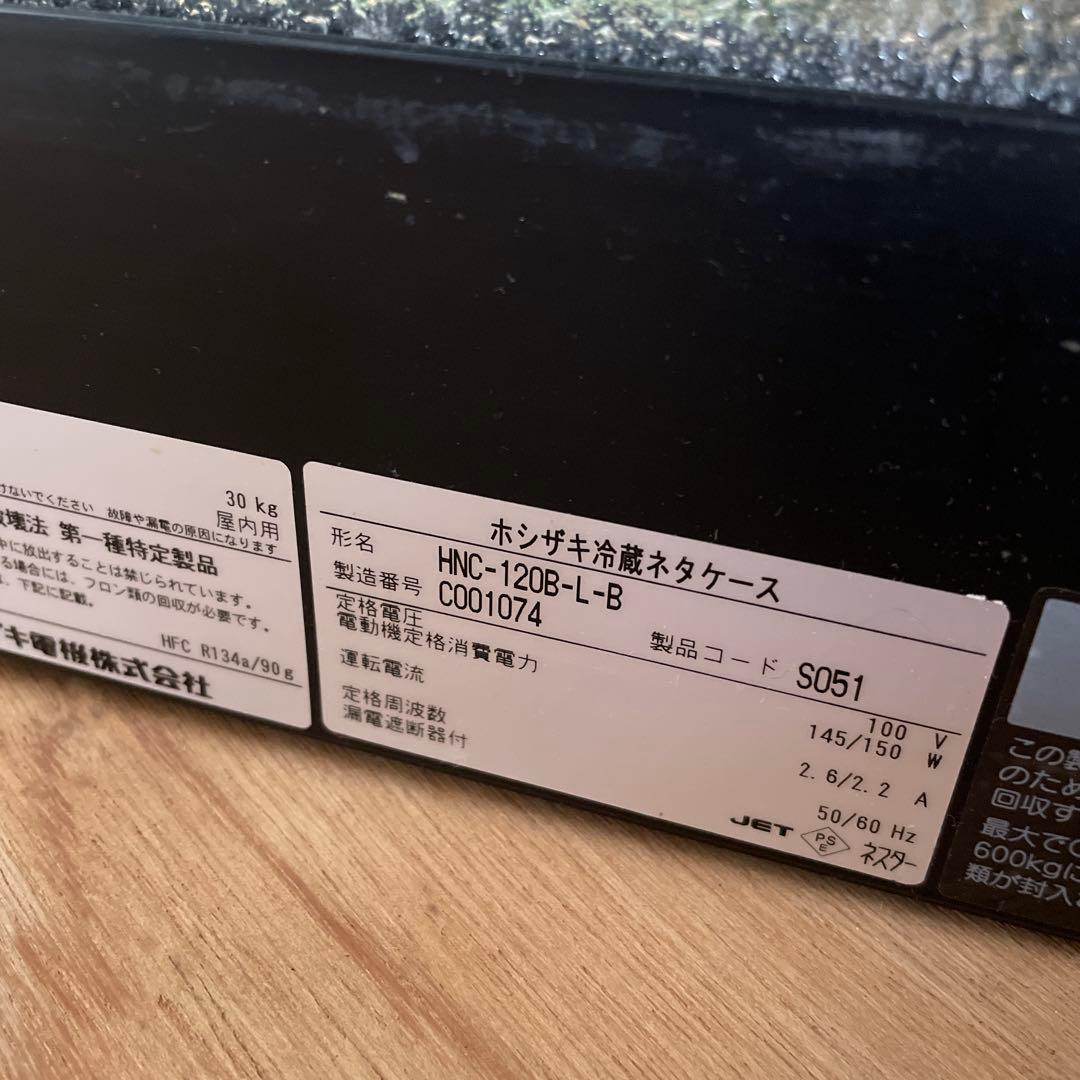 30 kg
けないでください 故障や漏電の原因になります
屋内用
破壊法 第一種特定製品
中に放出することは禁じられています。
る場合には、フロン類の回収が必要です。
、下記に記載。
HFC R134a/90g
キ電機株式会社
ホシザキ冷蔵ネタケース
形名 HNC-120B-L-B
製造番号 C001074
製品コード S051
定格電圧 100 V
電動機定格消費電力 145/150 W
運転電流 2.6/2.2 A
定格周波数 50/60 Hz
漏電遮断器付
JET PSE ネスター
この製
のため
回収す
最大でC
600kgに
類が封入